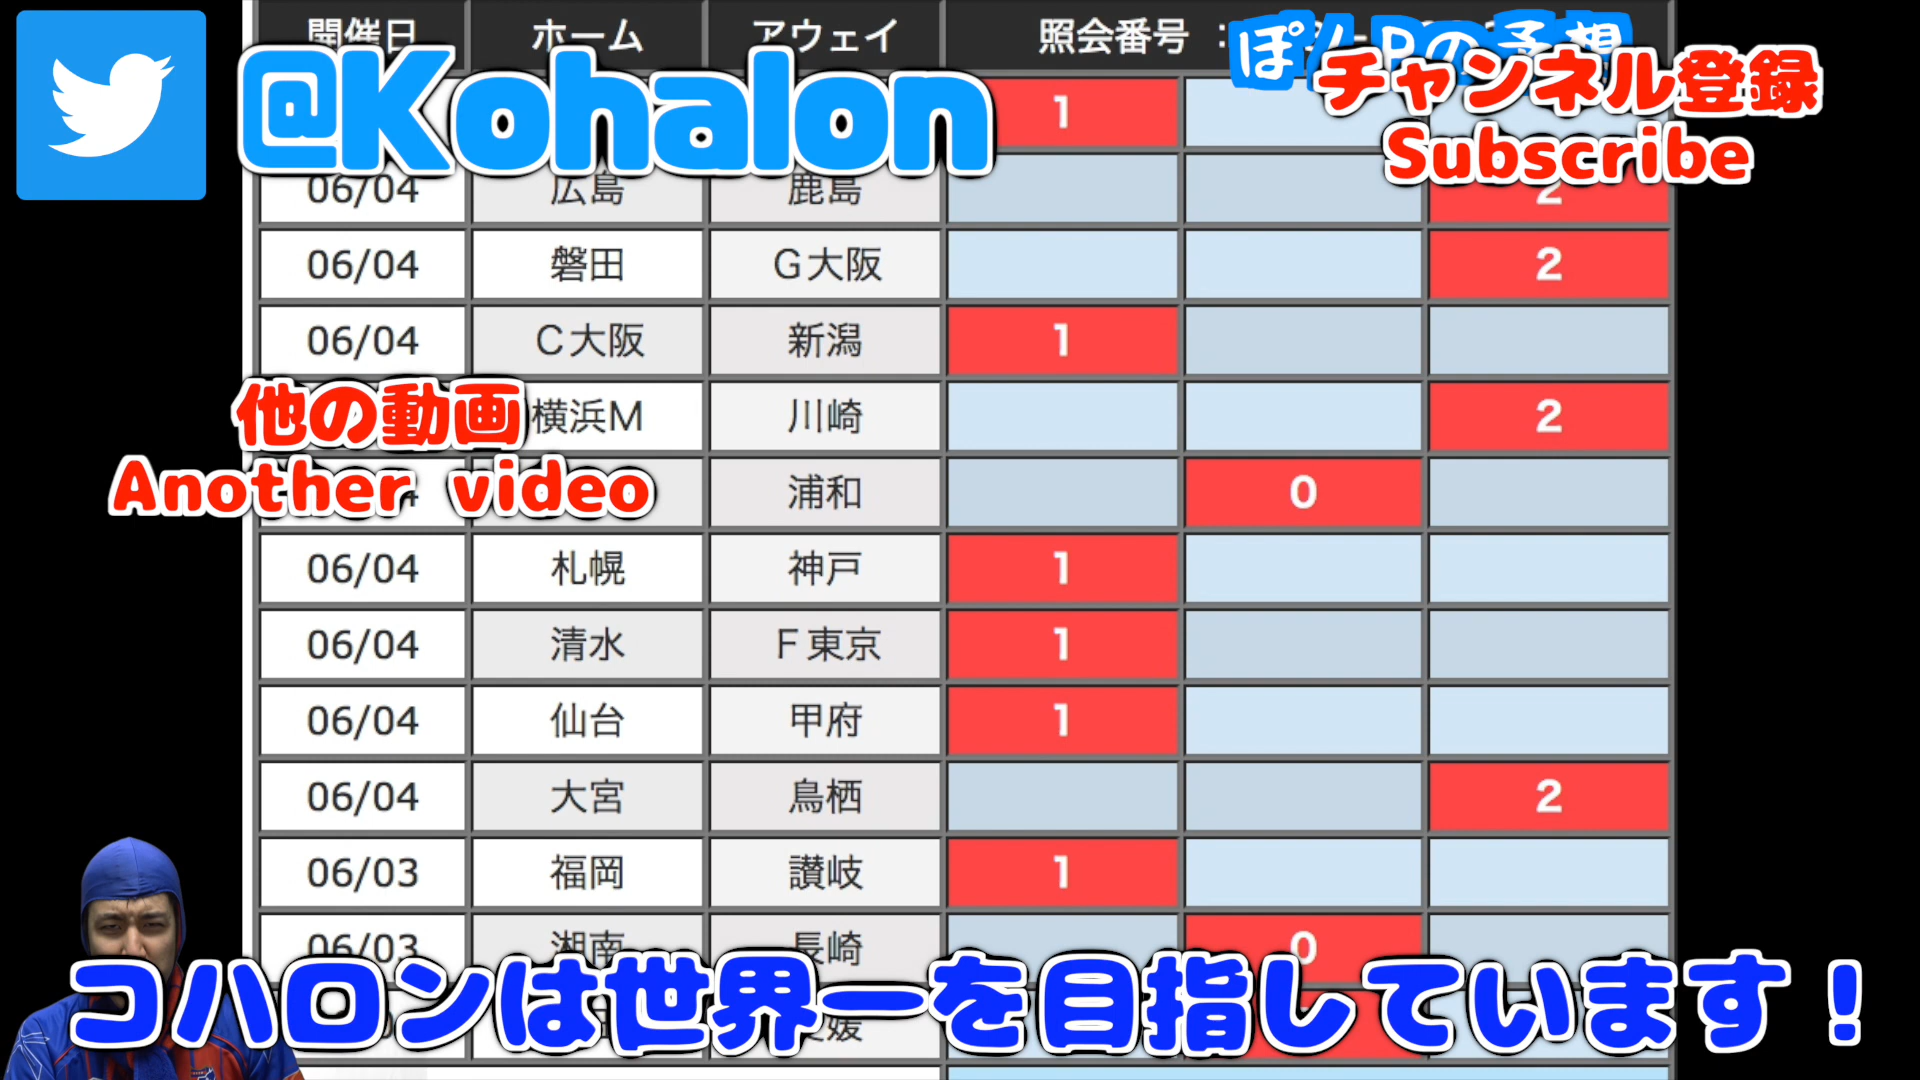 開催日 ホーム アウェイ 照会番号
@Kohalon
チャンネル登録
Subscribe
1
06/04 広島 鹿島 2
06/04 磐田 G大阪 2
06/04 C大阪 新潟 1
他の動画
横浜M 川崎 2
Another video
浦和 0
06/04 札幌 神戸 1
06/04 清水 F東京 1
06/04 仙台 甲府 1
06/04 大宮 鳥栖 2
06/03 福岡 讃岐 1
06/03 湘南 長崎 0
コハロンは世界一を目指しています!